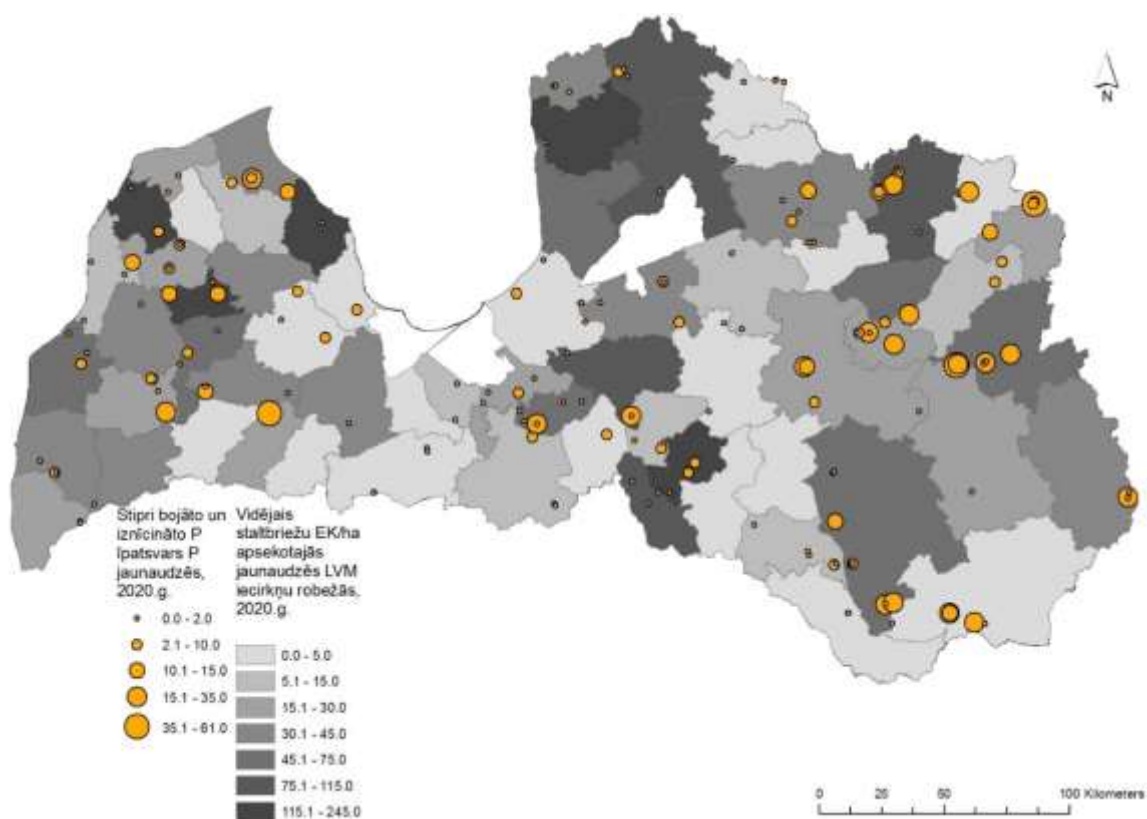 N
Stipri bojāto un
iznīcināto P
īpatsvars P
jaunaudzēs,
2020.g.
0.0 - 2.0
2.1 - 10.0
10.1 - 15.0
15.1 - 35.0
35.1 - 61.0
Vidējais
staltbriežu EK/ha
apsekotajās
jaunaudzēs LVM
iecirkņu robežās,
2020.g.
0.0 - 5.0
5.1 - 15.0
15.1 - 30.0
30.1 - 45.0
45.1 - 75.0
75.1 - 115.0
115.1 - 245.0
0 25 50 100 Kilometers